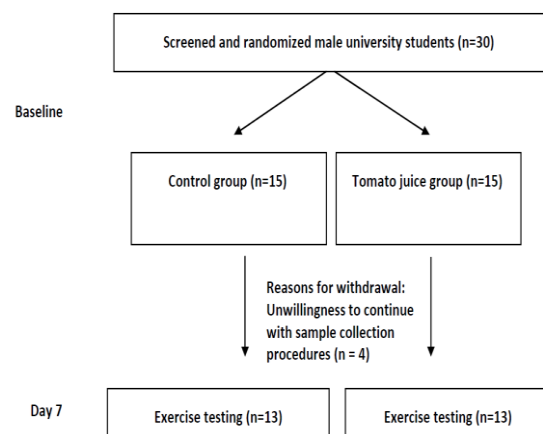 Screened and randomized male university students (n=30)
Baseline
Control group (n=15)
Tomato juice group (n=15)
Reasons for withdrawal:
Unwillingness to continue
with sample collection
procedures (n = 4)
Day 7
Exercise testing (n=13)
Exercise testing (n=13)